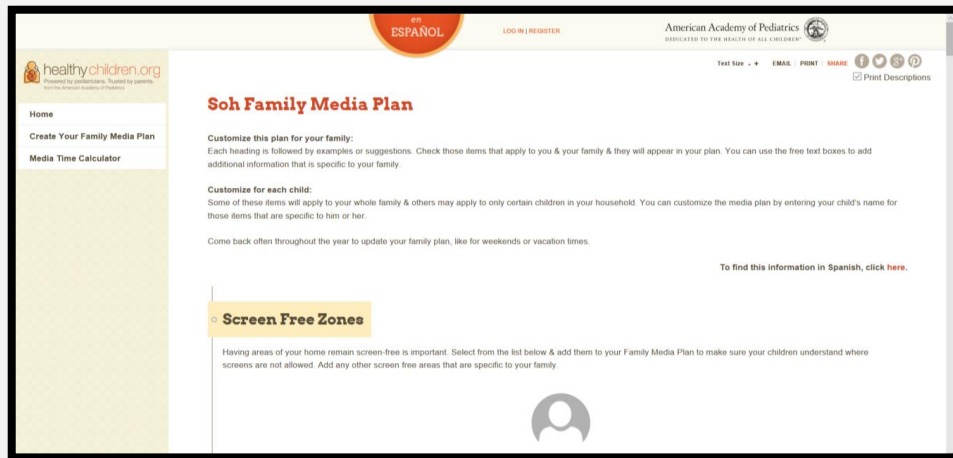 en
ESPAÑOL
LOG IN | REGISTER
American Academy of Pediatrics
DEDICATED TO THE HEALTH OF ALL CHILDREN™
healthychildren.org
Powered by pediatricians. Trusted by parents.
from the American Academy of Pediatrics
Text Size - + EMAIL | PRINT | SHARE
Print Descriptions
Home
Create Your Family Media Plan
Media Time Calculator
Soh Family Media Plan
Customize this plan for your family:
Each heading is followed by examples or suggestions. Check those items that apply to you & your family & they will appear in your plan. You can use the free text boxes to add
additional information that is specific to your family.
Customize for each child:
Some of these items will apply to your whole family & others may apply to only certain children in your household. You can customize the media plan by entering your child's name for
those items that are specific to him or her.
Come back often throughout the year to update your family plan, like for weekends or vacation times.
To find this information in Spanish, click here.
Screen Free Zones
Having areas of your home remain screen-free is important. Select from the list below & add them to your Family Media Plan to make sure your children understand where
screens are not allowed. Add any other screen free areas that are specific to your family.